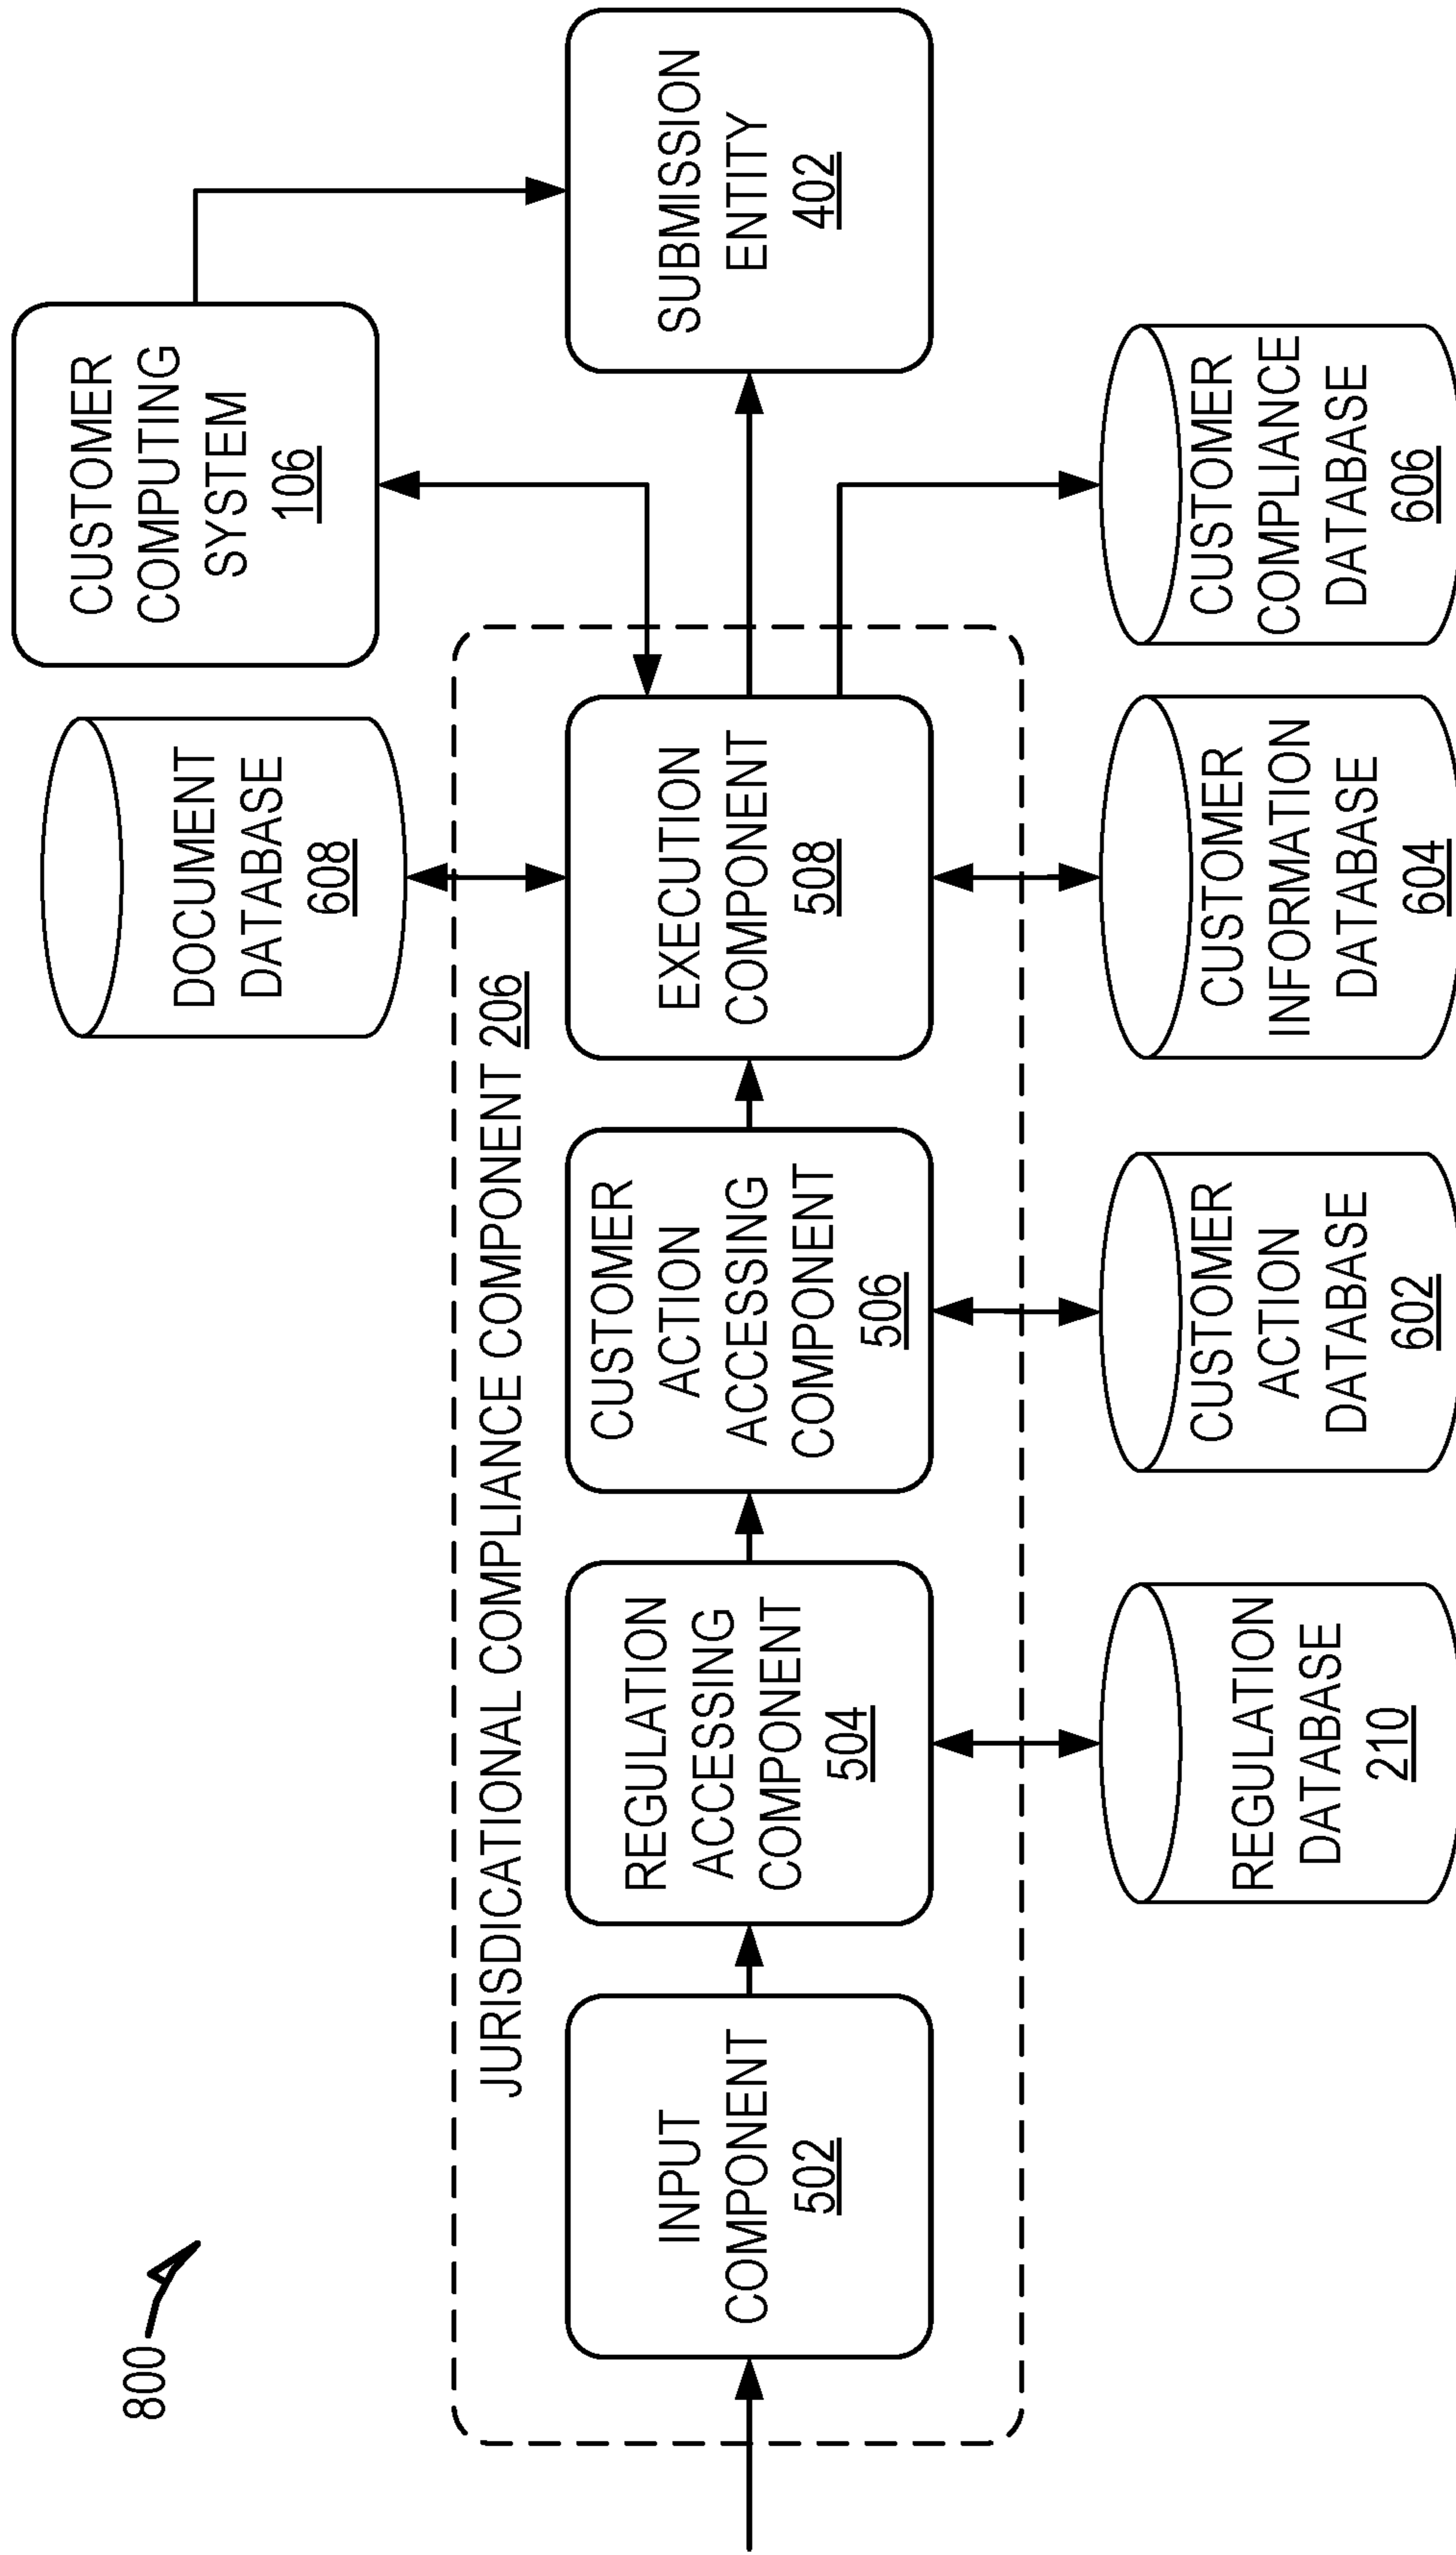 800
CUSTOMER
COMPUTING
SYSTEM
106
DOCUMENT
DATABASE
608
JURISDICATIONAL COMPLIANCE COMPONENT 206
INPUT
COMPONENT
502
REGULATION
ACCESSING
COMPONENT
504
CUSTOMER
ACTION
ACCESSING
COMPONENT
506
EXECUTION
COMPONENT
508
SUBMISSION
ENTITY
402
REGULATION
DATABASE
210
CUSTOMER
ACTION
DATABASE
602
CUSTOMER
INFORMATION
DATABASE
604
CUSTOMER
COMPLIANCE
DATABASE
606